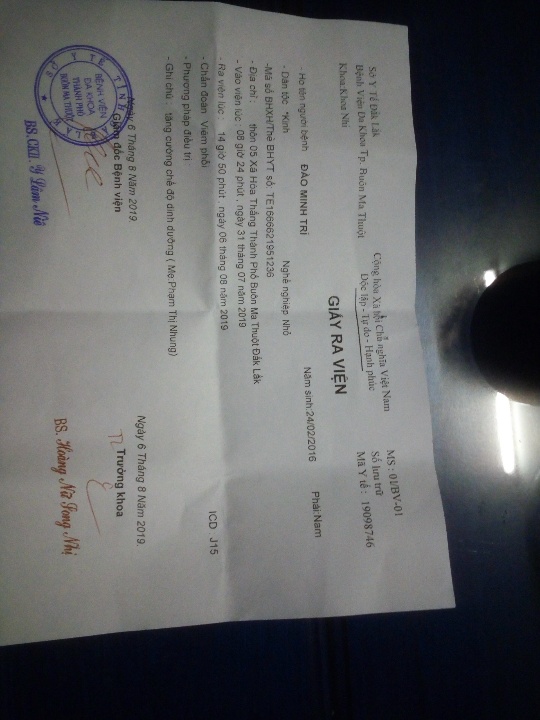 Sở Y Tế Đắk Lắk
Bệnh Viện Đa Khoa Tp. Buôn Ma Thuột
Khoa:Khoa Nhi
Cộng hòa Xã hội Chủ nghĩa Việt Nam
Độc lập - Tự do - Hạnh phúc
MS : 01/BV-01
Số lưu trữ
Mã Y tế : 19098746
GIẤY RA VIỆN
- Họ tên người bệnh ĐÀO MINH TRÍ Năm sinh:24/02/2016 Phái:Nam
- Dân tộc : *Kinh Nghề nghiệp Nhỏ
-Mã số BHXH/Thẻ BHYT số: TE1666621951236
- Địa chỉ : thôn 05 Xã Hòa Thắng Thành Phố Buôn Ma Thuột Đắk Lắk
- Vào viện lúc : 08 giờ 24 phút , ngày 31 tháng 07 năm 2019
- Ra viện lúc : 14 giờ 50 phút , ngày 06 tháng 08 năm 2019
- Chẩn đoán Viêm phổi ICD : J15
- Phương pháp điều trị :
- Ghi chú : tăng cường chế độ dinh dưỡng ( Mẹ:Phạm Thị Nhung)
Ngày 6 Tháng 8 Năm 2019.
Giám đốc Bệnh viện
SỞ Y TẾ TỈNH ĐẮK LẮK
BỆNH VIỆN
ĐA KHOA
THÀNH PHỐ
BUÔN MA THUỘT
BS.CKII. Y Lâm Niê
Ngày 6 Tháng 8 Năm 2019.
TL Trưởng khoa
BS. Hoàng Nữ Song Nhị